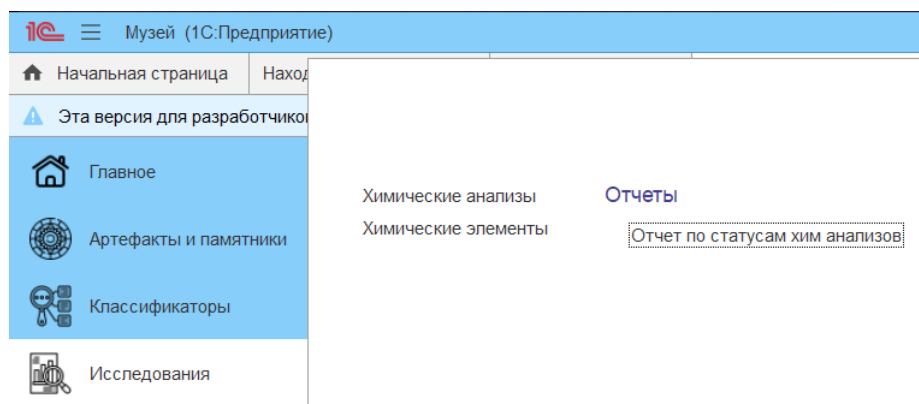 1С Музей (1С:Предприятие)
Начальная страница Наход
Эта версия для разработчико
Главное
Артефакты и памятники
Классификаторы
Исследования
Химические анализы
Химические элементы
Отчеты
Отчет по статусам хим анализов